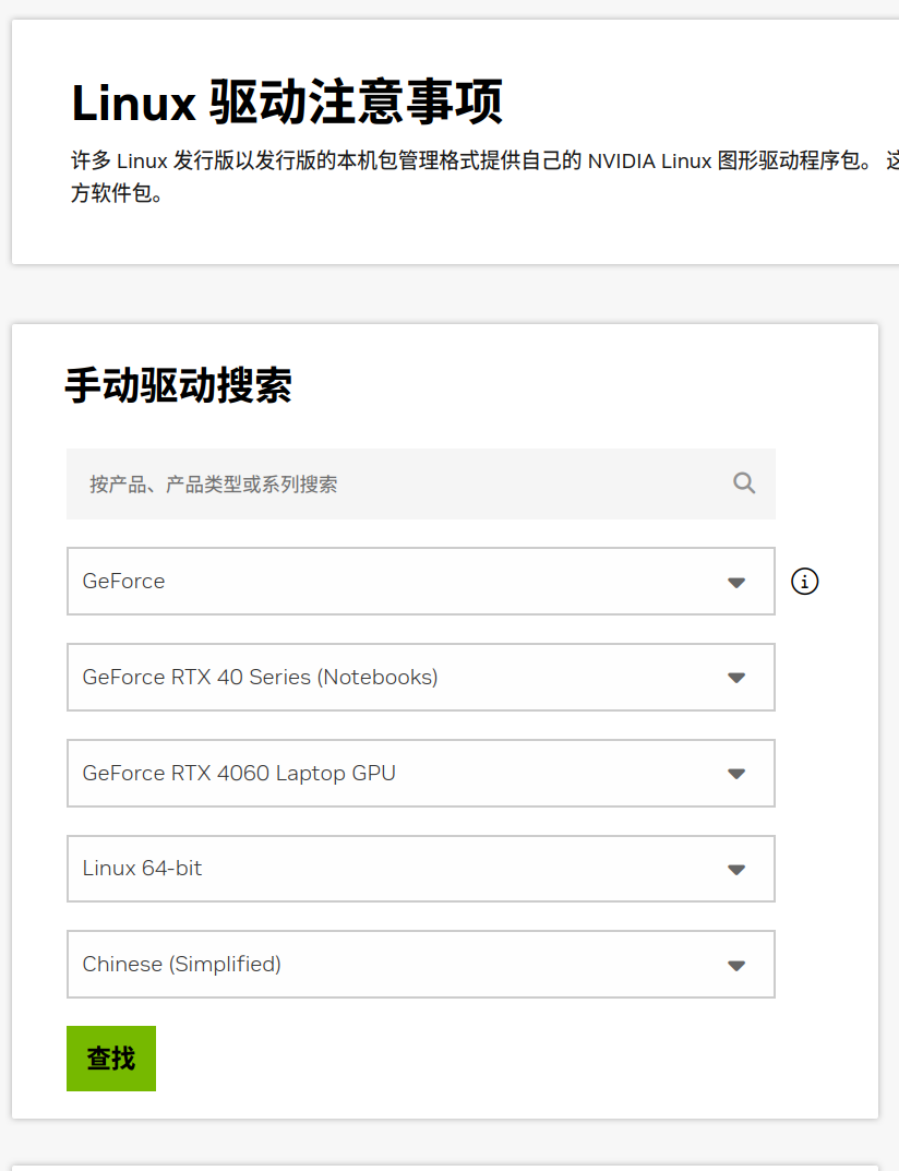 Linux 驱动注意事项
许多 Linux 发行版以发行版的本机包管理格式提供自己的 NVIDIA Linux 图形驱动程序包。 这
方软件包。
手动驱动搜索
按产品、产品类型或系列搜索
GeForce
GeForce RTX 40 Series (Notebooks)
GeForce RTX 4060 Laptop GPU
Linux 64-bit
Chinese (Simplified)
查找